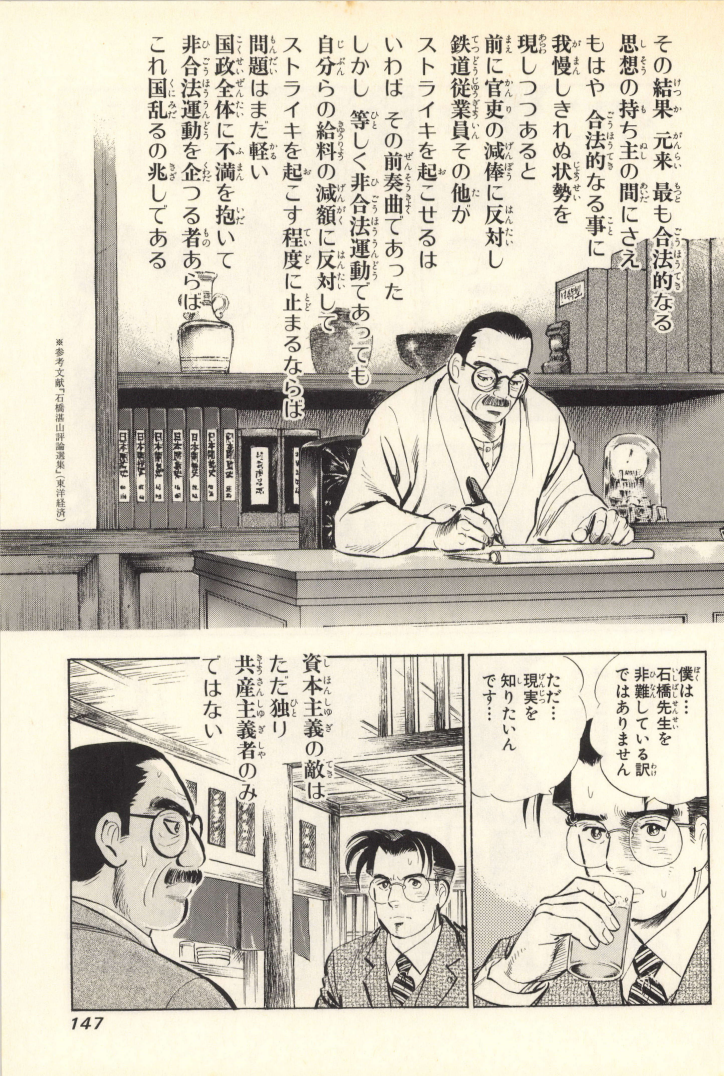 その結果 元来 最も合法的なる
思想の持ち主の間にさえ
もはや 合法的なる事に
我慢しきれぬ状勢を
現しつつあると
前に官吏の減俸に反対し
鉄道従業員その他が
ストライキを起こせるは
いわば その前奏曲であった
しかし 等しく非合法運動であっても
自分らの給料の減額に反対して
ストライキを起こす程度に止まるならば
問題はまだ軽い
国政全体に不満を抱いて
非合法運動を企つる者あらば
これ国乱るの兆しである
※参考文献『石橋湛山評論選集』(東洋経済)
僕は…
石橋先生を
非難している訳
ではありません
ただ…
現実を
知りたいん
です…
資本主義の敵は
ただ独り
共産主義者のみ
ではない
147